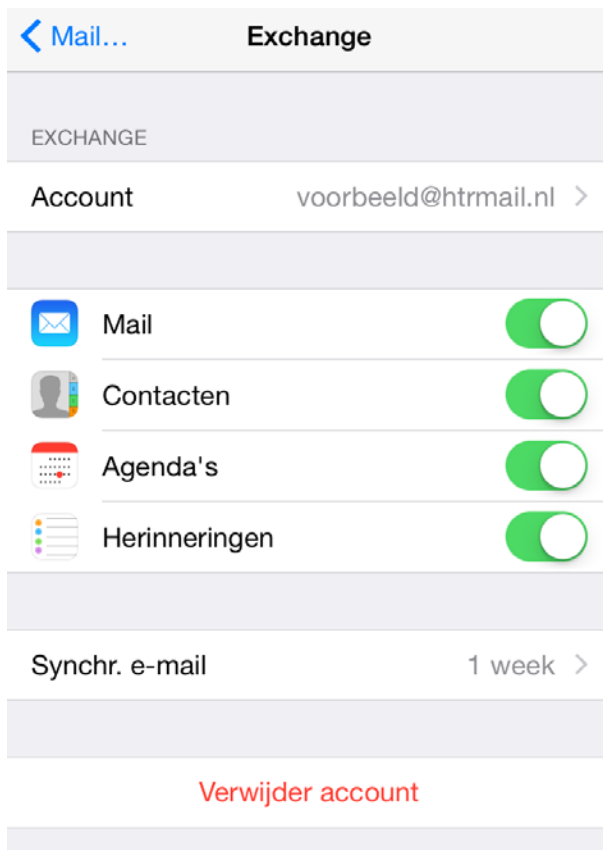 Mail... Exchange
EXCHANGE
Account voorbeeld@htrmail.nl
Mail
Contacten
Agenda's
Herinneringen
Synchr. e-mail 1 week
Verwijder account